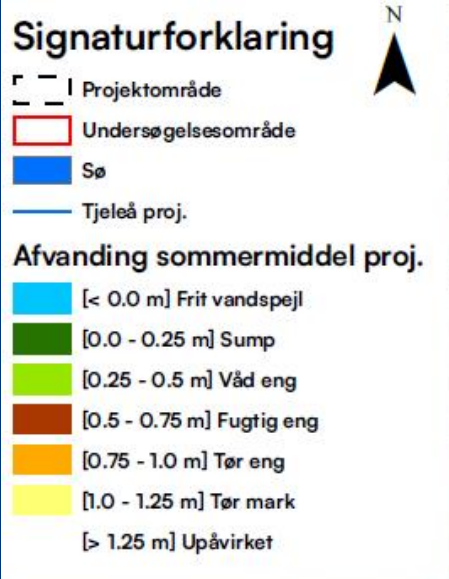 N
Signaturforklaring
Projektområde
Undersøgelsesområde
Sø
Tjeleå proj.
Afvanding sommermiddel proj.
[< 0.0 m] Frit vandspejl
[0.0 - 0.25 m] Sump
[0.25 - 0.5 m] Våd eng
[0.5 - 0.75 m] Fugtig eng
[0.75 - 1.0 m] Tør eng
[1.0 - 1.25 m] Tør mark
[> 1.25 m] Upåvirket